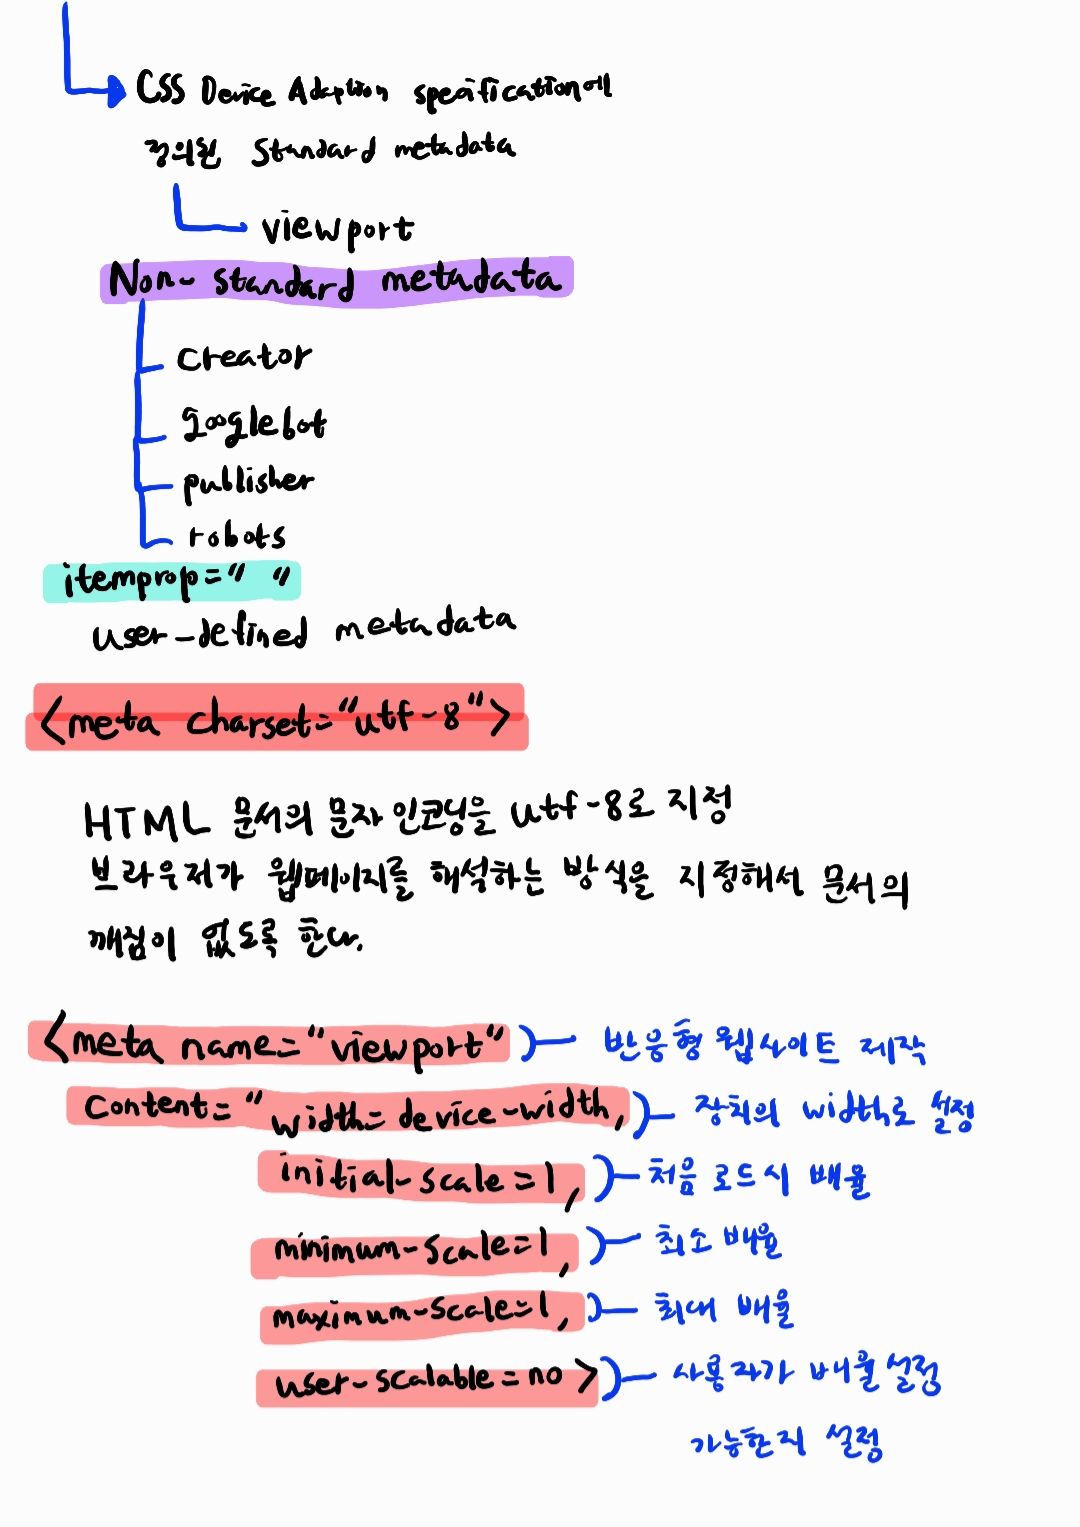 CSS Device Adaption specification에
정의된 Standard metadata
viewport
Non-standard metadata
creator
googlebot
publisher
robots
itemprop=" "
user-defined metadata
<meta charset="utf-8">
HTML 문서의 문자 인코딩을 utf-8로 지정
브라우저가 웹페이지를 해석하는 방식을 지정해서 문서의
깨짐이 없도록 한다.
<meta name="viewport" 반응형 웹사이트 제작
content="width=device-width, 장치의 width로 설정
initial-scale=1, 처음 로드시 배율
minimum-scale=1, 최소 배율
maximum-scale=1, 최대 배율
user-scalable=no> 사용자가 배율 설정
가능한지 설정